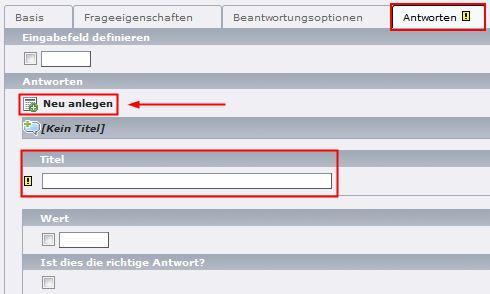 Basis Frageeigenschaften Beantwortungsoptionen Antworten !
Eingabefeld definieren
Antworten
Neu anlegen
[Kein Titel]
Titel
!
Wert
Ist dies die richtige Antwort?